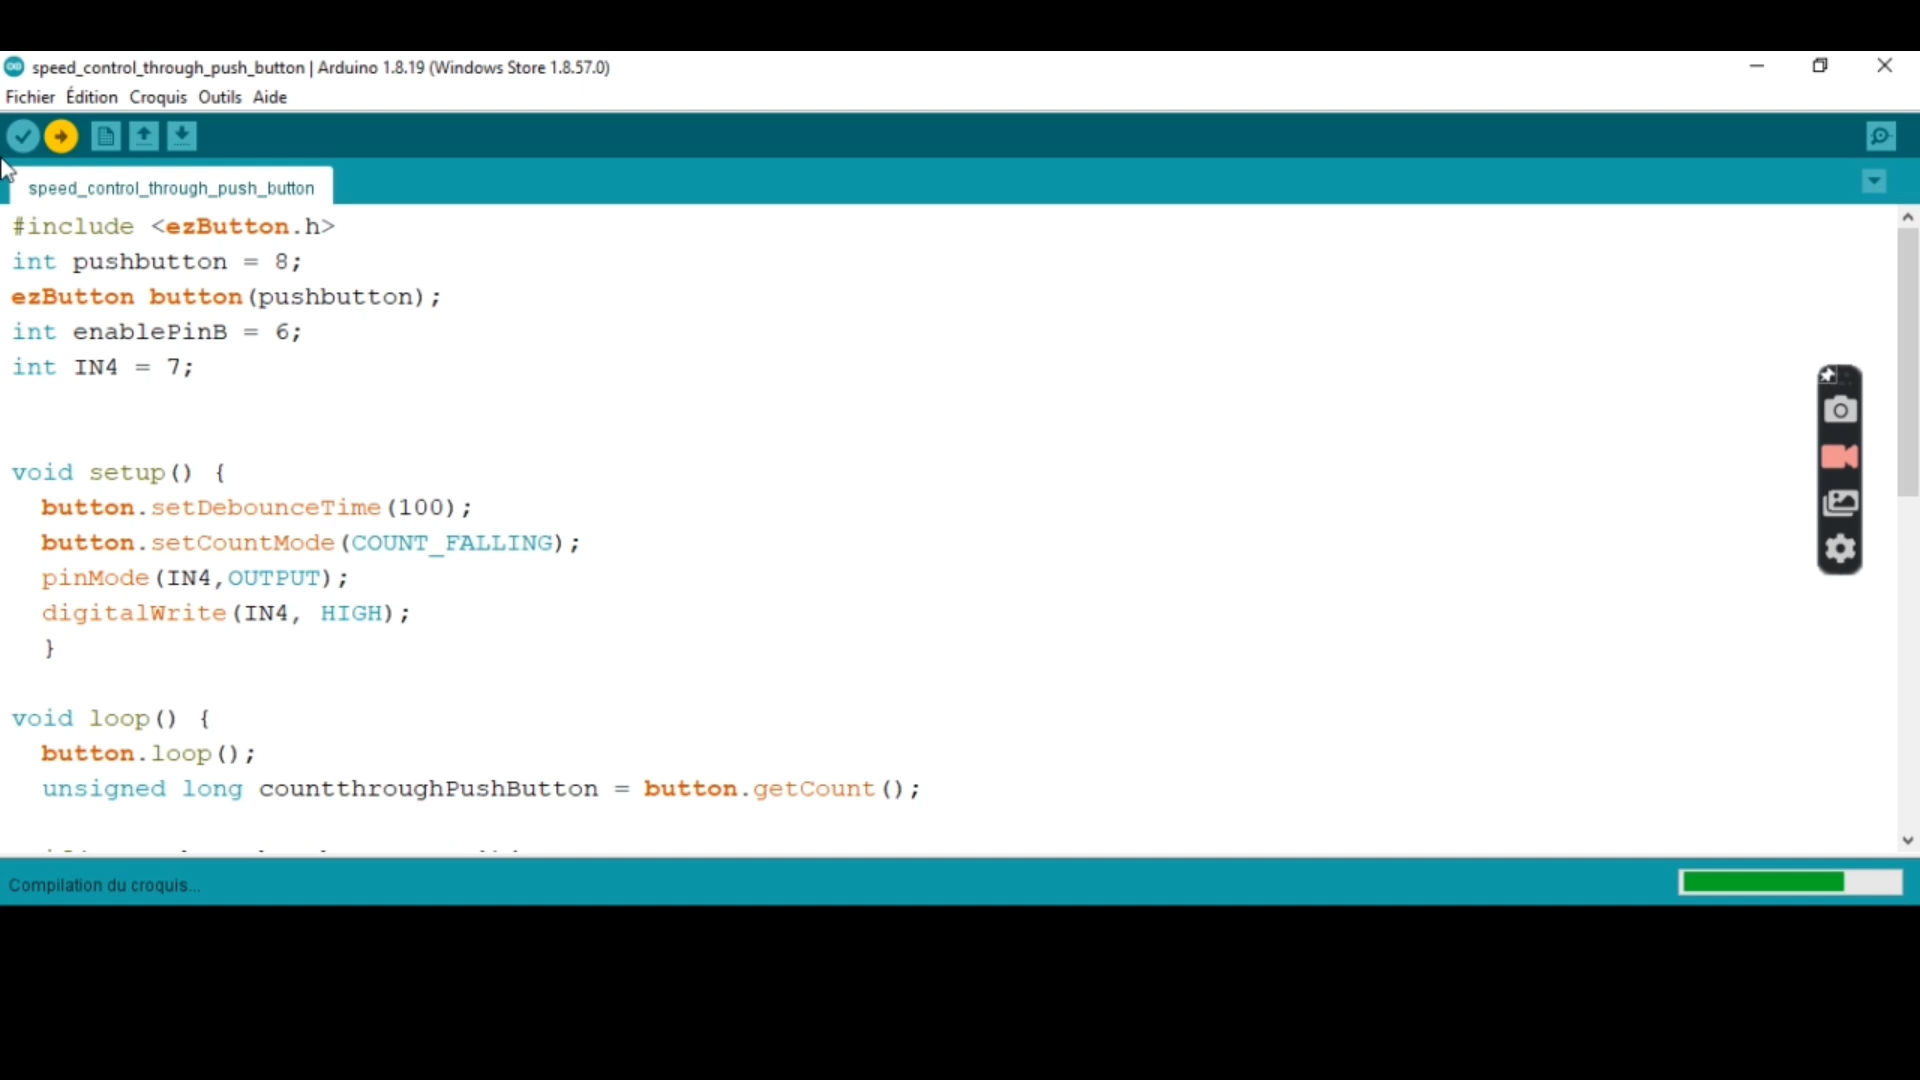 speed_control_through_push_button | Arduino 1.8.19 (Windows Store 1.8.57.0)
Fichier Édition Croquis Outils Aide
speed_control_through_push_button
#include <ezButton.h>
int pushbutton = 8;
ezButton button(pushbutton);
int enablePinB = 6;
int IN4 = 7;
void setup() {
button.setDebounceTime(100);
button.setCountMode(COUNT_FALLING);
pinMode(IN4,OUTPUT);
digitalWrite(IN4, HIGH);
}
void loop() {
button.loop();
unsigned long countthroughPushButton = button.getCount();
Compilation du croquis...